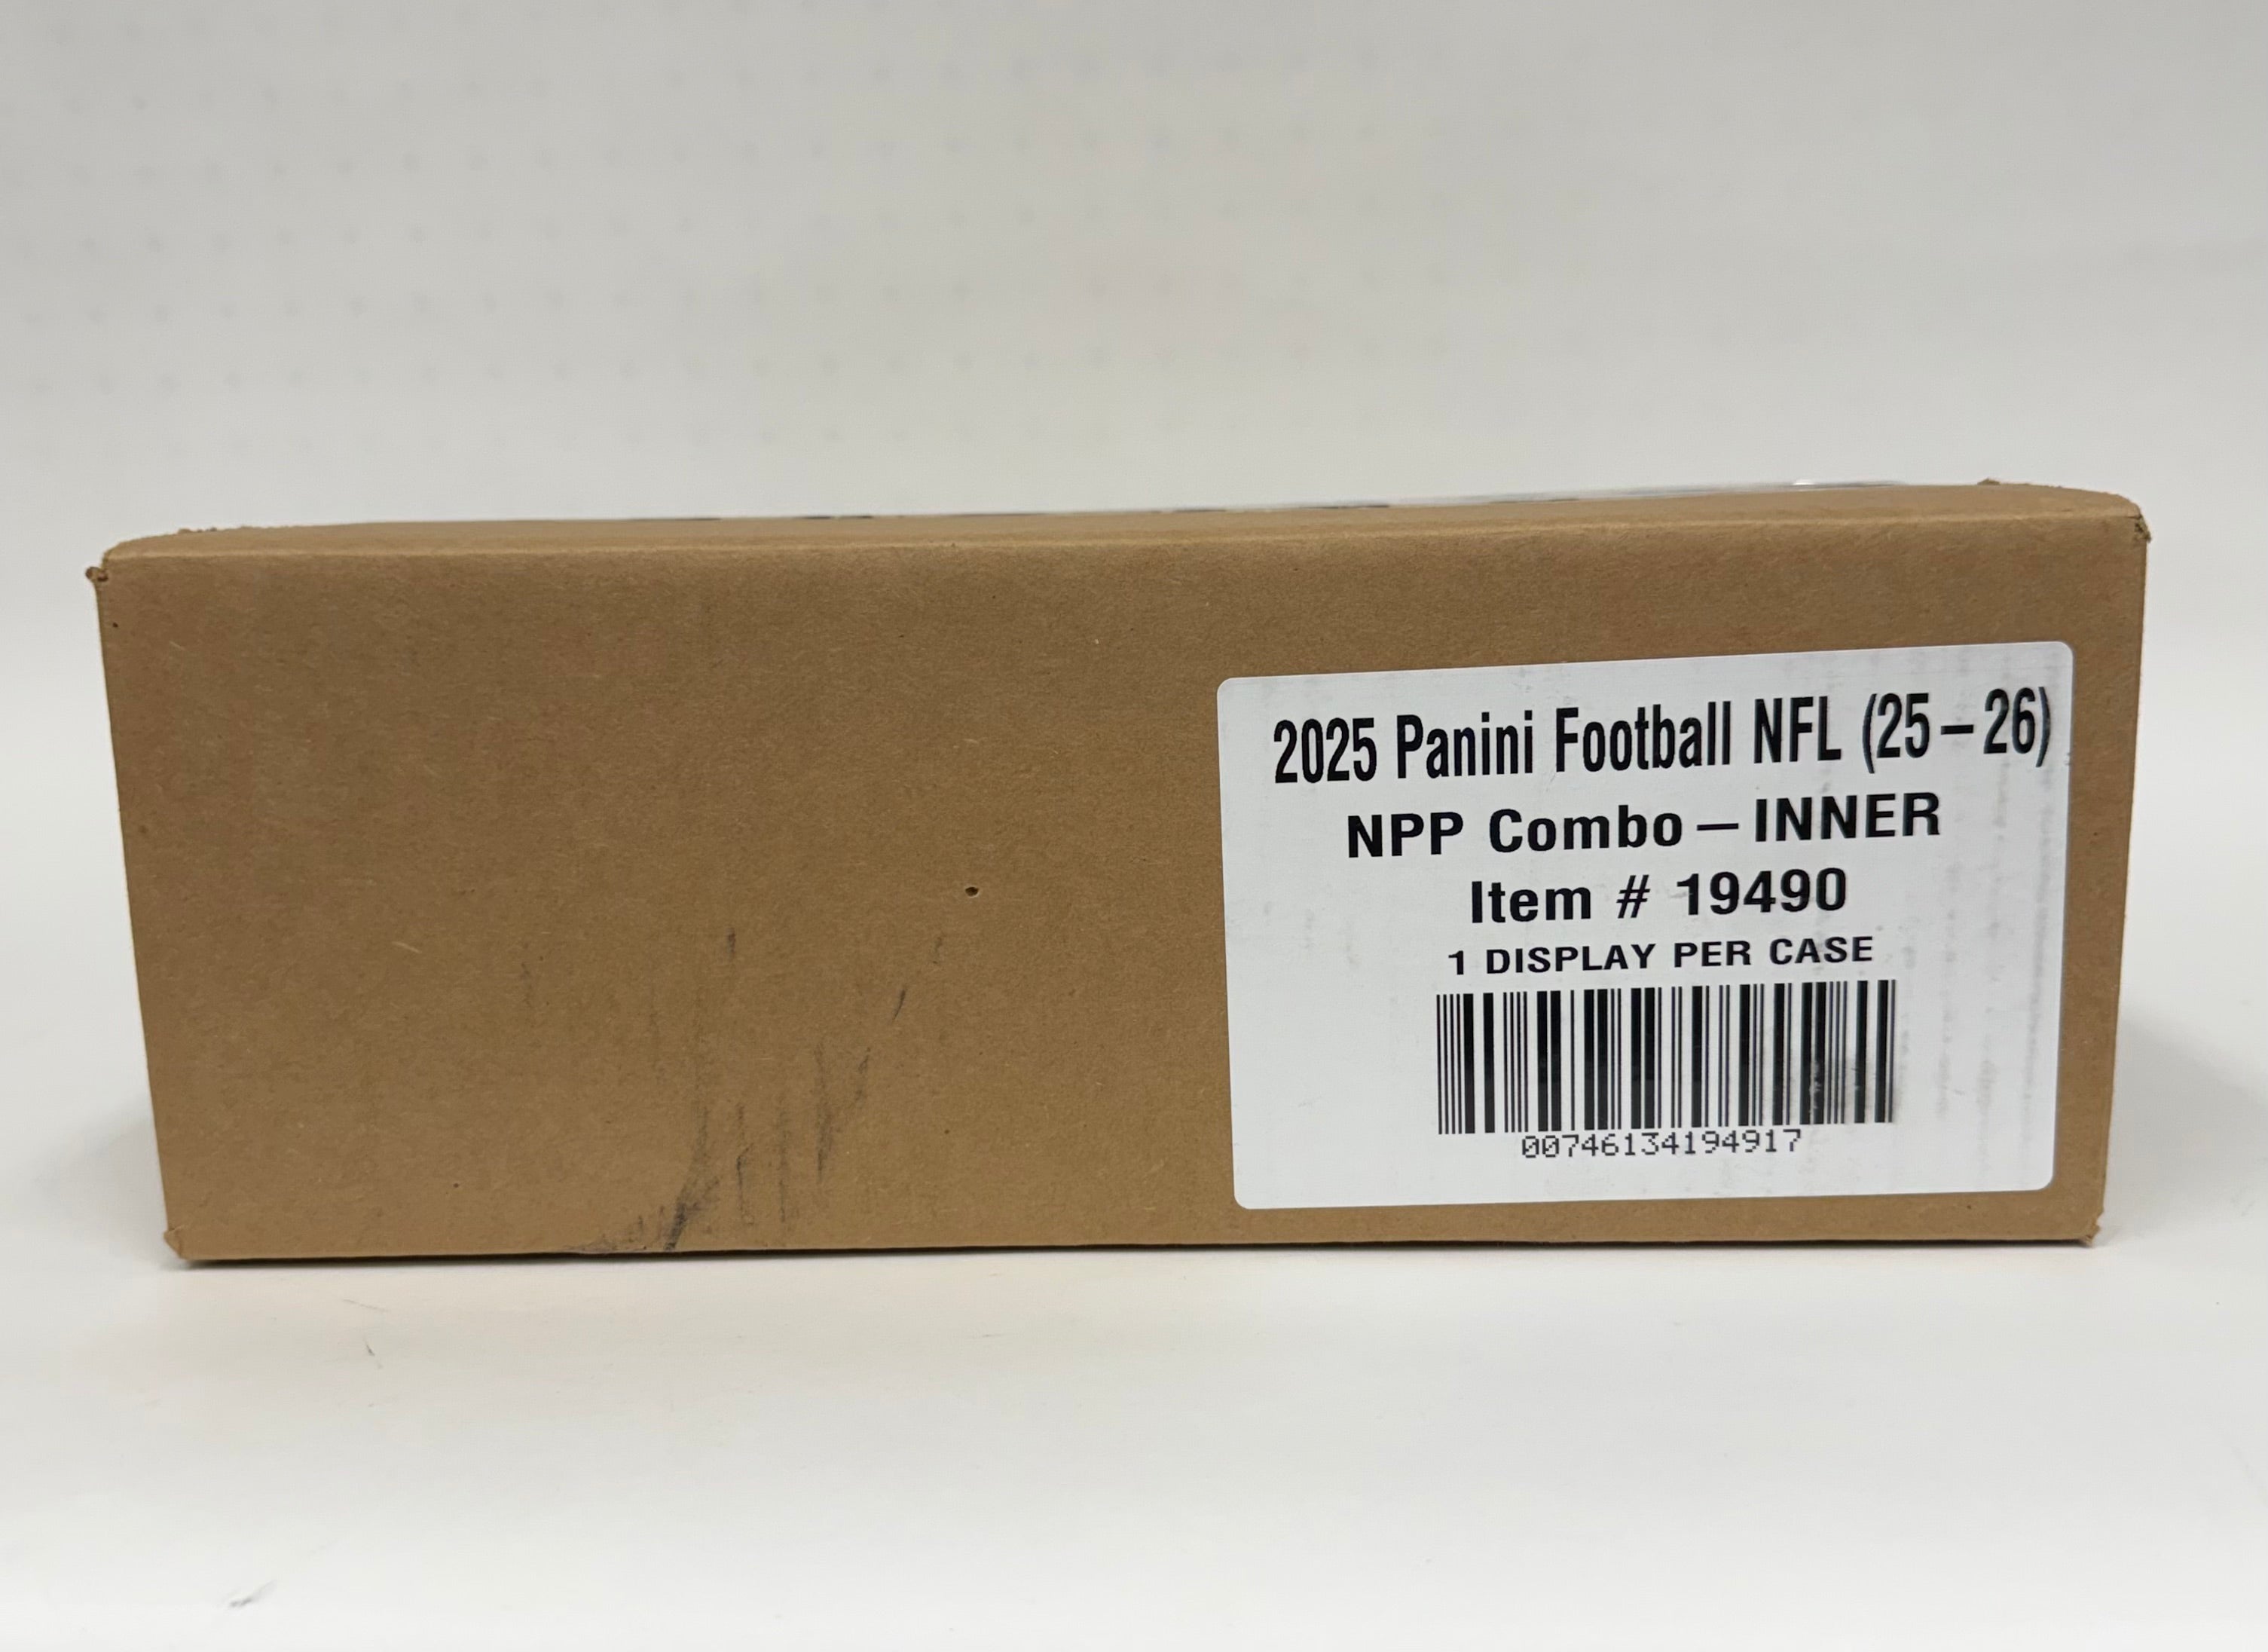 2025 Panini Football NFL (25-26)
NPP Combo - INNER
Item # 19490
1 DISPLAY PER CASE
00746134194917